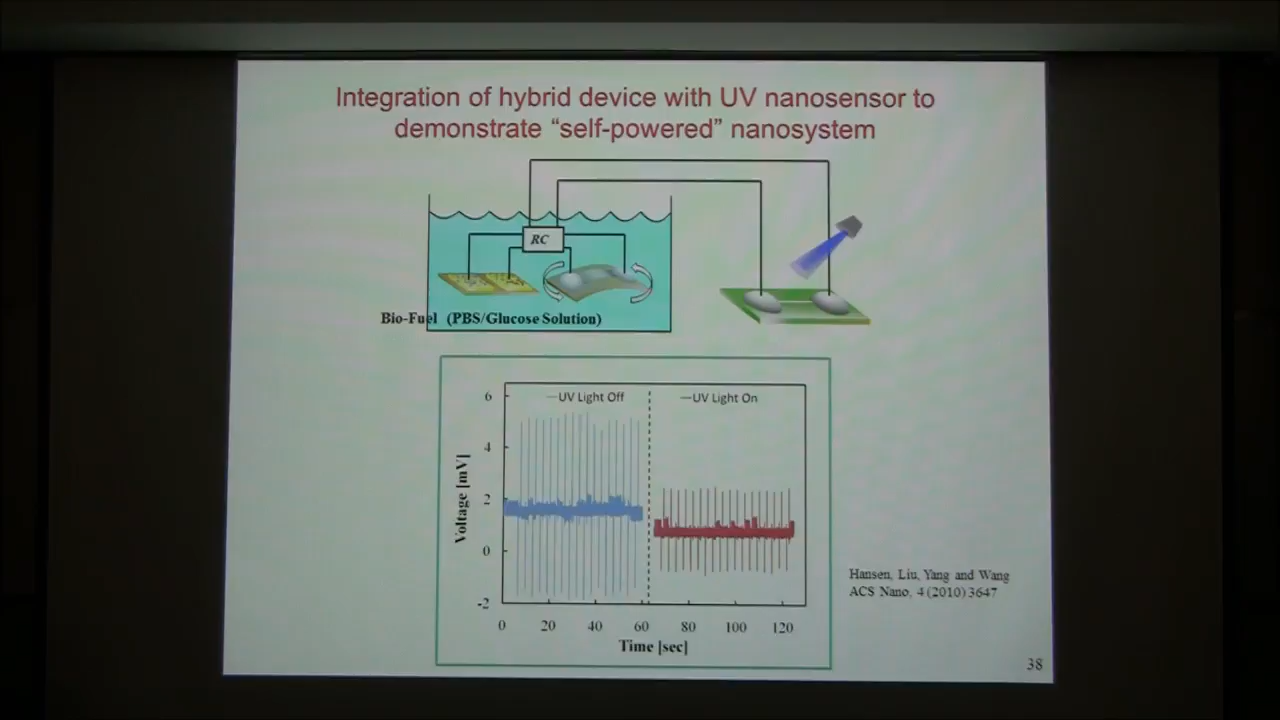 Integration of hybrid device with UV nanosensor to
demonstrate “self-powered” nanosystem
RC
Bio-Fuel (PBS/Glucose Solution)
UV Light Off
UV Light On
6
4
2
0
-2
Voltage [mV]
0 20 40 60 80 100 120
Time [sec]
Hansen, Liu, Yang and Wang
ACS Nano, 4 (2010) 3647
38